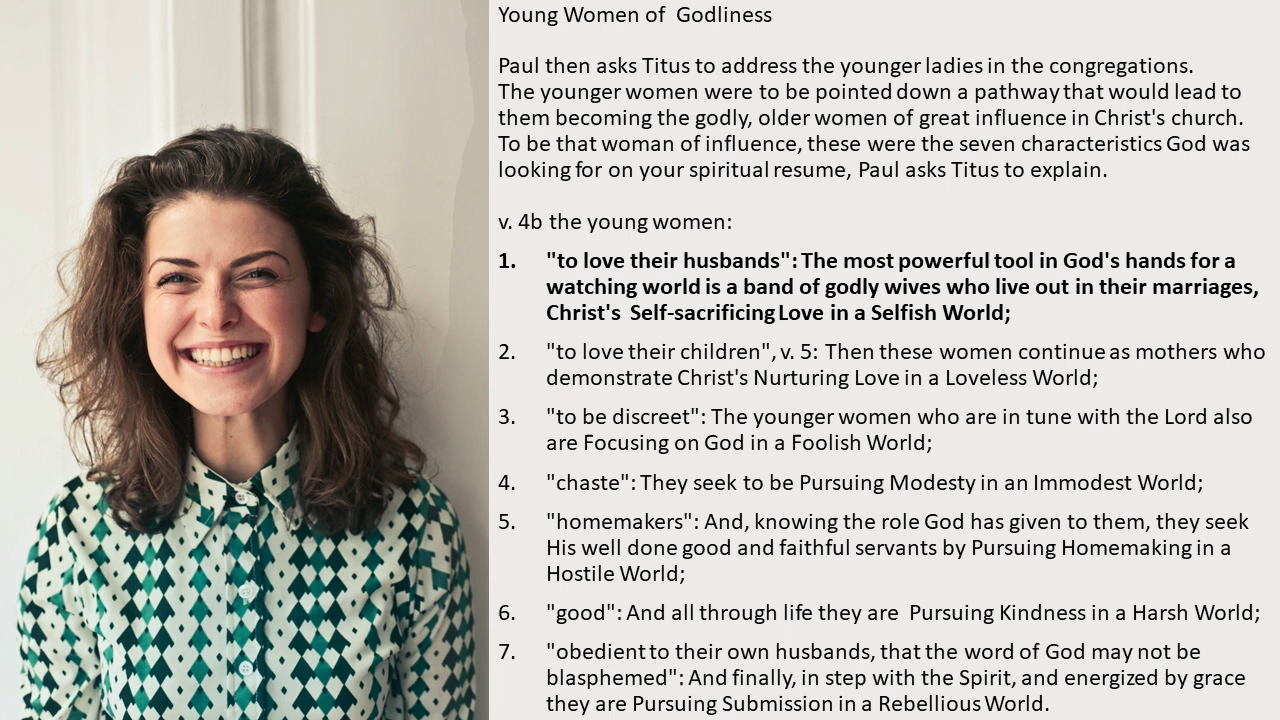 Young Women of  Godliness
Paul then asks Titus to address the younger ladies in the congregations.
The younger women were to be pointed down a pathway that would lead to
them becoming the godly, older women of great influence in Christ's church.
To be that woman of influence, these were the seven characteristics God was
looking for on your spiritual resume, Paul asks Titus to explain.
v. 4b the young women:
1. "to love their husbands": The most powerful tool in God's hands for a
watching world is a band of godly wives who live out in their marriages,
Christ's  Self-sacrificing Love in a Selfish World;
2. "to love their children", v. 5:  Then these women continue as mothers who
demonstrate Christ's Nurturing Love in a Loveless World;
3. "to be discreet": The younger women who are in tune with the Lord also
are Focusing on God in a Foolish World;
4. "chaste": They seek to be Pursuing Modesty in an Immodest World;
5. "homemakers": And, knowing the role God has given to them, they seek
His well done good and faithful servants by Pursuing Homemaking in a
Hostile World;
6. "good": And all through life they are  Pursuing Kindness in a Harsh World;
7. "obedient to their own husbands, that the word of God may not be
blasphemed": And finally, in step with the Spirit, and energized by grace
they are Pursuing Submission in a Rebellious World.